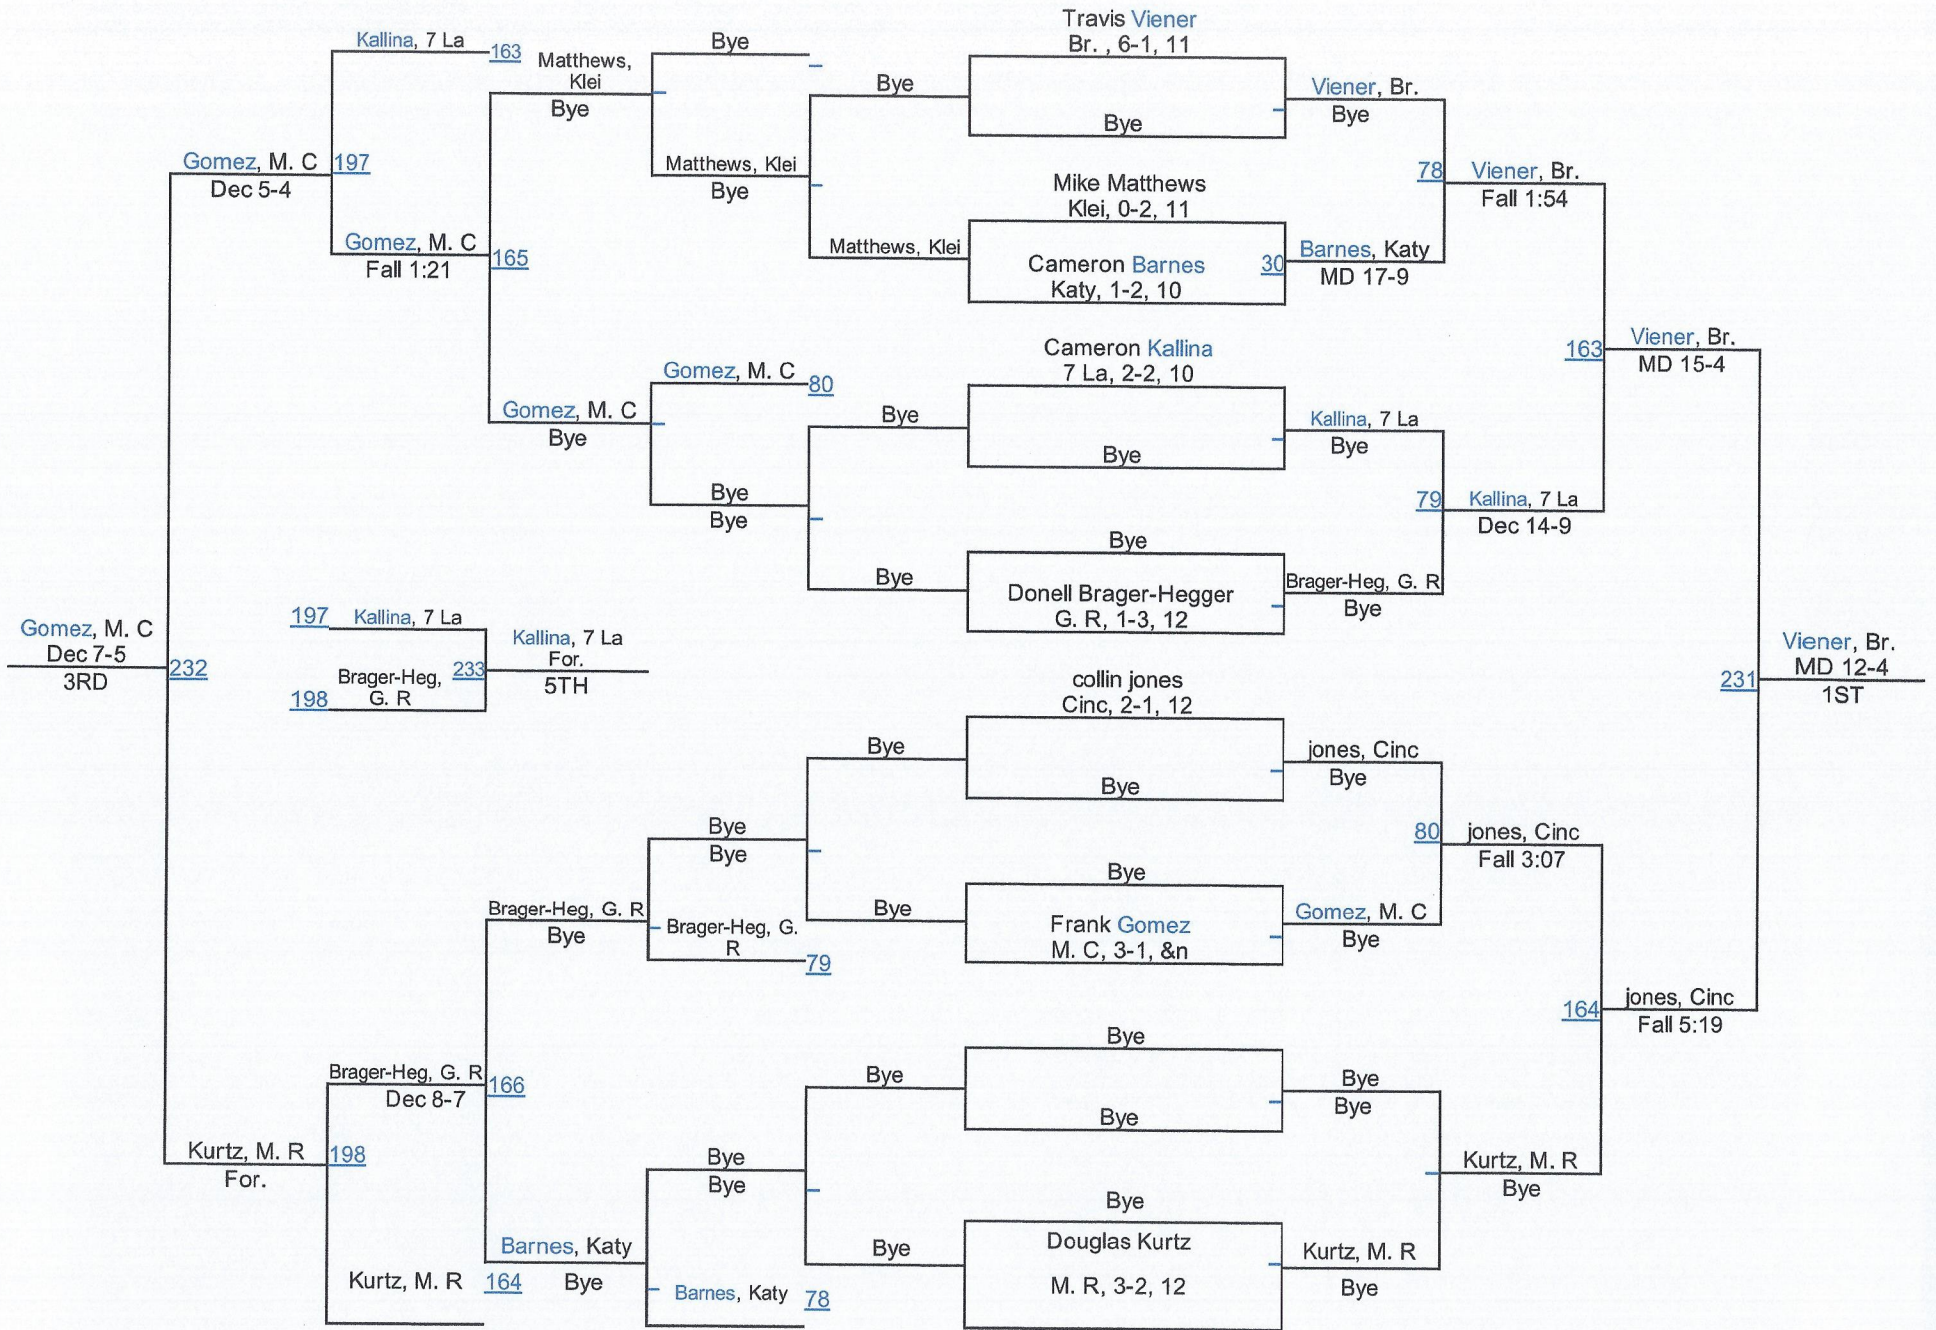 Travis Viener
Br. , 6-1, 11
Kallina, 7 La
163
Matthews,
Klei
Bye
Bye
Bye
Bye
Viener, Br.
Bye
Gomez, M. C
197
Dec 5-4
Matthews, Klei
Bye
78
Viener, Br.
Fall 1:54
Mike Matthews
Klei, 0-2, 11
Gomez, M. C
Fall 1:21
165
Matthews, Klei
Cameron Barnes
Katy, 1-2, 10
30
Barnes, Katy
MD 17-9
Cameron Kallina
7 La, 2-2, 10
163
Viener, Br.
MD 15-4
Gomez, M. C
80
Gomez, M. C
Bye
Bye
Bye
Kallina, 7 La
Bye
Bye
Bye
79
Kallina, 7 La
Dec 14-9
Bye
Bye
Donell Brager-Hegger
G. R, 1-3, 12
Brager-Heg, G. R
Bye
Gomez, M. C
Dec 7-5
3RD
232
197
Kallina, 7 La
Brager-Heg,
G. R
198
233
Kallina, 7 La
For.
5TH
231
Viener, Br.
MD 12-4
1ST
collin jones
Cinc, 2-1, 12
Bye
Bye
jones, Cinc
Bye
Bye
Bye
80
jones, Cinc
Fall 3:07
Bye
Brager-Heg, G. R
Bye
Brager-Heg, G.
R
79
Bye
Frank Gomez
M. C, 3-1, &n
Gomez, M. C
Bye
164
jones, Cinc
Fall 5:19
Bye
Brager-Heg, G. R
Dec 8-7
166
Bye
Bye
Bye
Bye
Kurtz, M. R
For.
198
Bye
Bye
Kurtz, M. R
Bye
Bye
Barnes, Katy
Bye
Kurtz, M. R
164
Barnes, Katy
78
Bye
Douglas Kurtz
M. R, 3-2, 12
Kurtz, M. R
Bye